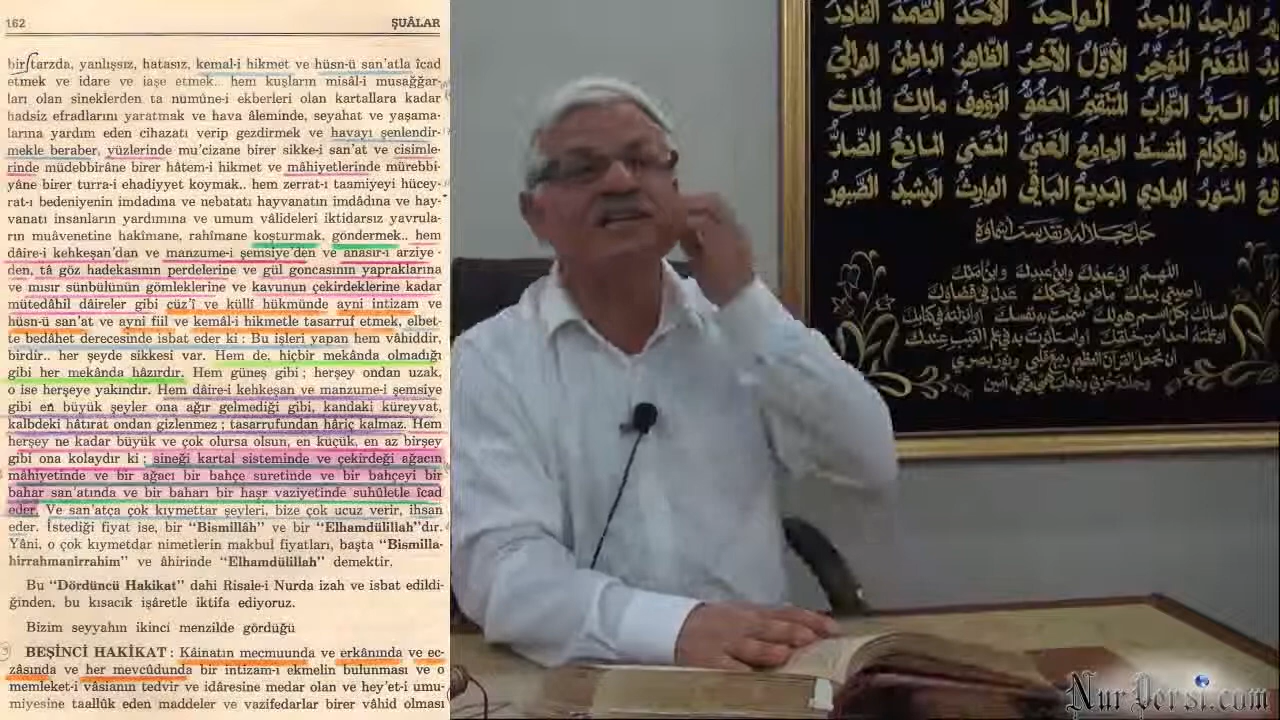 162
ŞUÂLAR
bir tarzda, yanlışsız, hatasız, kemal-i hikmet ve hüsn-ü san'atla îcad
etmek ve idare ve iaşe etmek.. hem kuşların misâl-i musağğar-
ları olan sineklerden ta nümûne-i ekberleri olan kartallara kadar
hadsiz efradlarını yaratmak ve hava âleminde, seyahat ve yaşama-
larına yardım eden cihazatı verip gezdirmek ve havayı şenlendir-
mekle beraber, yüzlerinde mu'cizane birer sikke-i san'at ve cisimle-
rinde müdebbirâne birer hâtem-i hikmet ve mâhiyetlerinde mürebbi-
yâne birer turra-i ehadiyyet koymak.. hem zerrat-ı taamiyeyi hücey-
rat-ı bedeniyenin imdadına ve nebatatı hayvanatın imdâdına ve hay-
vanatı insanların yardımına ve umum vâlideleri iktidarsız yavrula-
rın muâvenetine hakîmane, rahîmane koşturmak, göndermek.. hem
dâire-i kehkeşan'dan ve manzume-i şemsiye'den ve anasır-ı arziye-
den, tâ göz hadekasının perdelerine ve gül goncasının yapraklarına
ve mısır sünbülünün gömleklerine ve kavunun çekirdeklerine kadar
mütedâhil dâireler gibi cüz'î ve küllî hükmünde ayni intizam ve
hüsn-ü san'at ve ayni fiil ve kemâl-i hikmetle tasarruf etmek, elbet-
te bedâhet derecesinde isbat eder ki: Bu işleri yapan hem vâhiddir,
birdir.. her şeyde sikkesi var. Hem de, hiçbir mekânda olmadığı
gibi her mekânda hâzırdır. Hem güneş gibi; herşey ondan uzak,
o ise herşeye yakındır. Hem dâire-i kehkeşan ve manzume-i şemsiye
gibi en büyük şeyler ona ağır gelmediği gibi, kandaki küreyvat,
kalbdeki hâtırat ondan gizlenmez; tasarrufundan hâriç kalmaz. Hem
herşey ne kadar büyük ve çok olursa olsun, en küçük, en az birşey
gibi ona kolaydır ki; sineği kartal sisteminde ve çekirdeği ağacın
mâhiyetinde ve bir ağacı bir bahçe suretinde ve bir bahçeyi bir
bahar san'atında ve bir baharı bir haşr vaziyetinde suhûletle îcad
eder. Ve san'atça çok kıymettar şeyleri, bize çok ucuz verir, ihsan
eder. İstediği fiyat ise, bir "Bismillâh" ve bir "Elhamdülillah"dır.
Yâni, o çok kıymetdar nimetlerin makbul fiyatları, başta "Bismilla-
hirrahmanirrahim" ve âhirinde "Elhamdülillah" demektir.
Bu "Dördüncü Hakikat" dahi Risale-i Nurda izah ve isbat edildi-
ğinden, bu kısacık işâretle iktifa ediyoruz.
Bizim seyyahın ikinci menzilde gördüğü
BEŞİNCİ HAKİKAT : Kâinatın mecmuunda ve erkânında ve ec-
zâsında ve her mevcûdunda bir intizam-ı ekmelin bulunması ve o
memleket-i vâsianın tedvir ve idâresine medar olan ve hey'et-i umu-
miyesine taallûk eden maddeler ve vazifedarlar birer vâhid olması
الواجد الماجد الواحد الأحد الصمد القادر
المقدم المؤخر الأول الآخر الظاهر الباطن الوالي
البر التواب المنتقم العفو الرؤوف مالك الملك
والإكرام المقسط الجامع الغني المغني المانع الضار
النور الهادي البديع الباقي الوارث الرشيد الصبور
NurDersi.com